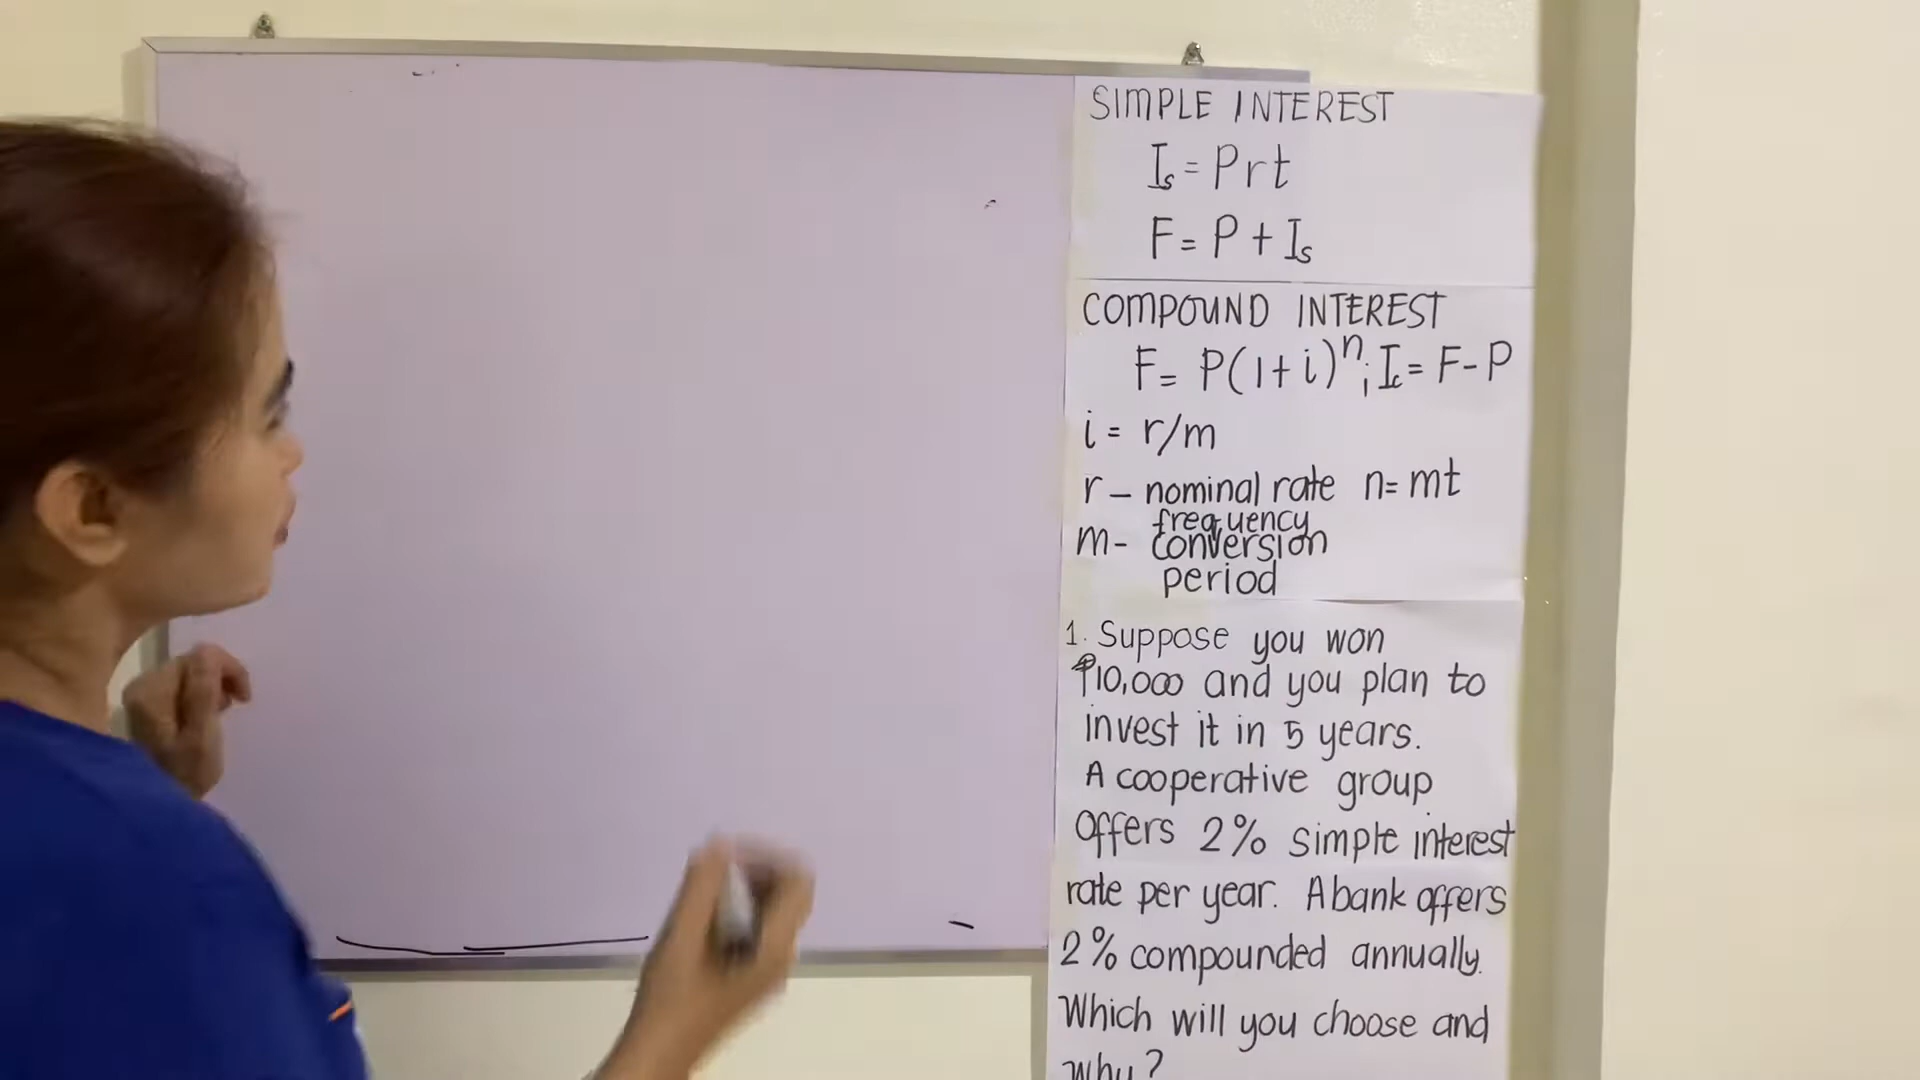 SIMPLE INTEREST
Is = Prt
F = P + Is
COMPOUND INTEREST
F = P(1+i)ⁿ; Ic = F - P
i = r/m
r – nominal rate n = mt
m - frequency
conversion
period
1. Suppose you won
₱10,000 and you plan to
invest it in 5 years.
A cooperative group
offers 2% simple interest
rate per year. A bank offers
2% compounded annually.
Which will you choose and
why?